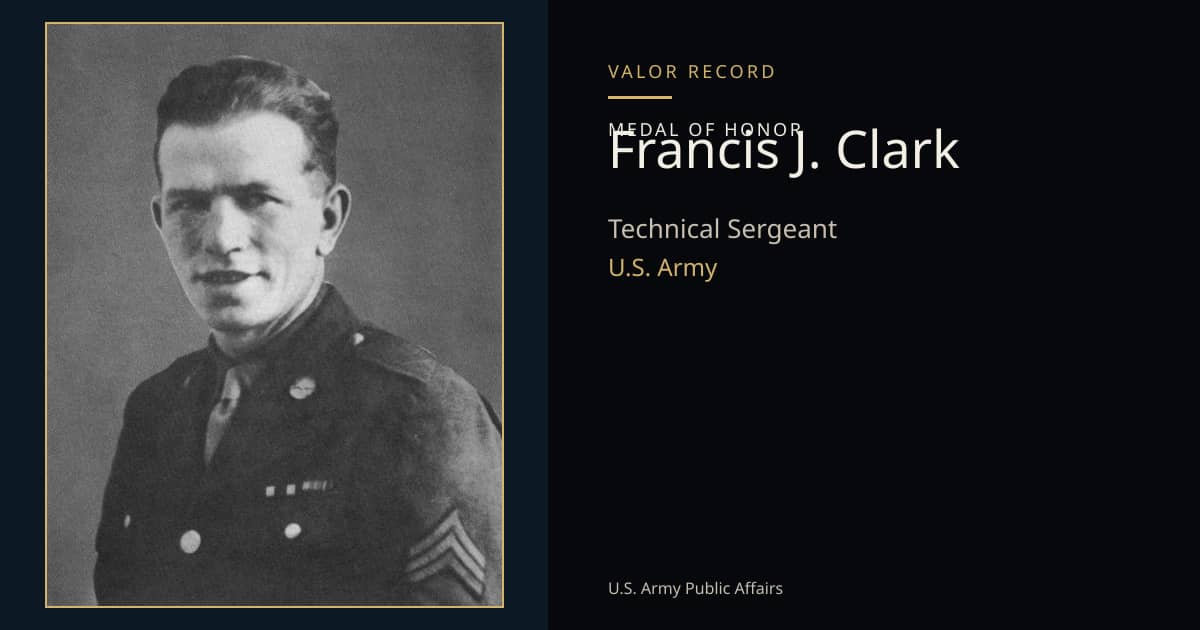 VALOR RECORD
MEDAL OF HONOR
Francis J. Clark
Technical Sergeant
U.S. Army
U.S. Army Public Affairs